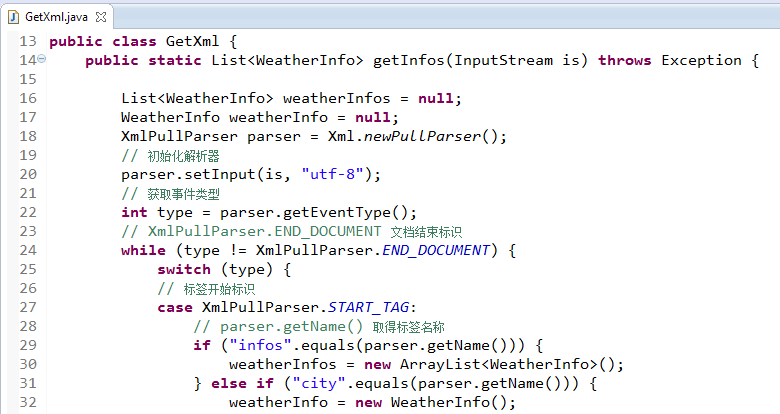 GetXml.java
13 public class GetXml {
14 public static List<WeatherInfo> getInfos(InputStream is) throws Exception {
15
16 List<WeatherInfo> weatherInfos = null;
17 WeatherInfo weatherInfo = null;
18 XmlPullParser parser = Xml.newPullParser();
19 // 初始化解析器
20 parser.setInput(is, "utf-8");
21 // 获取事件类型
22 int type = parser.getEventType();
23 // XmlPullParser.END_DOCUMENT 文档结束标识
24 while (type != XmlPullParser.END_DOCUMENT) {
25 switch (type) {
26 // 标签开始标识
27 case XmlPullParser.START_TAG:
28 // parser.getName() 取得标签名称
29 if ("infos".equals(parser.getName())) {
30 weatherInfos = new ArrayList<WeatherInfo>();
31 } else if ("city".equals(parser.getName())) {
32 weatherInfo = new WeatherInfo();